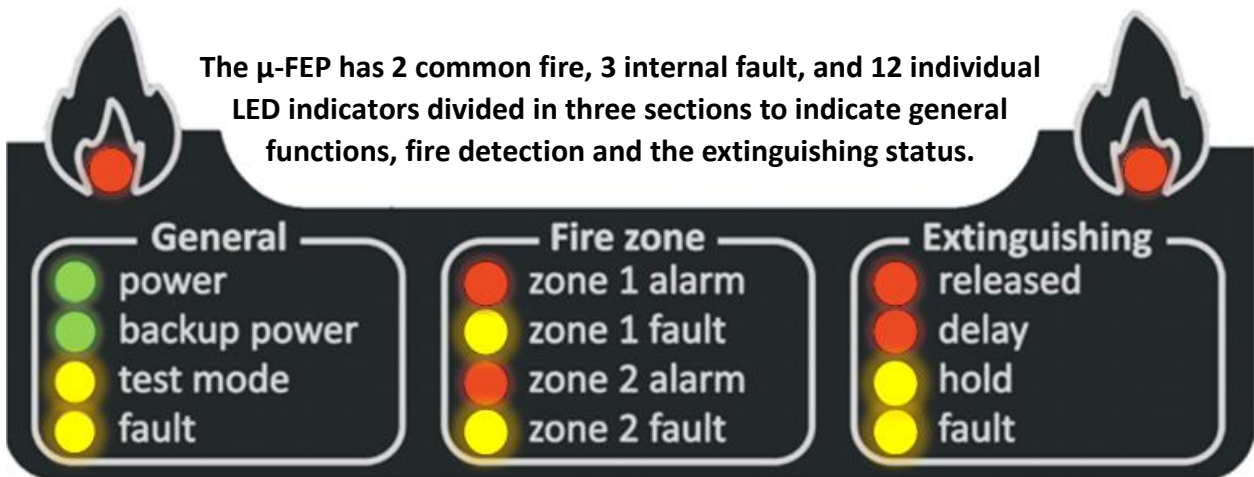 The μ-FEP has 2 common fire, 3 internal fault, and 12 individual
LED indicators divided in three sections to indicate general
functions, fire detection and the extinguishing status.
General
power
backup power
test mode
fault
Fire zone
zone 1 alarm
zone 1 fault
zone 2 alarm
zone 2 fault
Extinguishing
released
delay
hold
fault